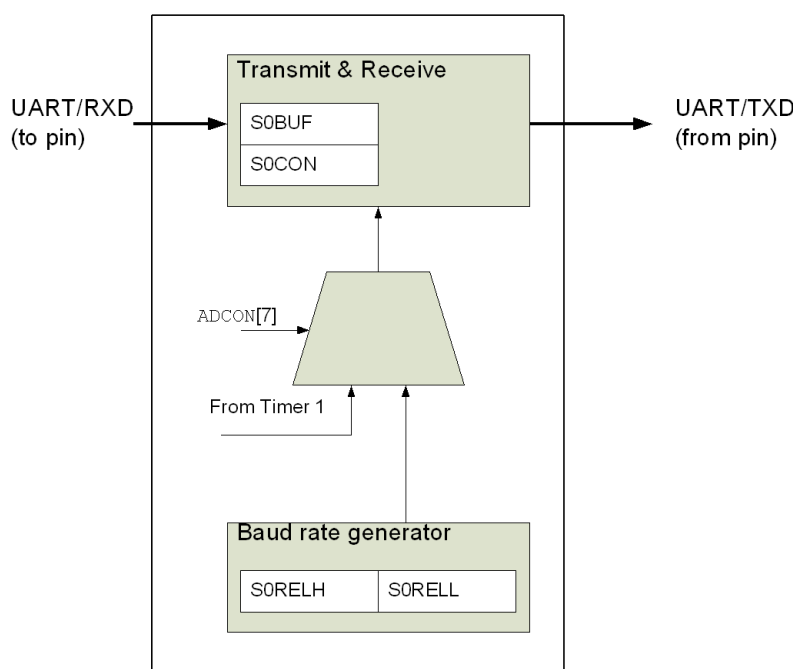 Transmit & Receive
UART/RXD
(to pin)
S0BUF
S0CON
UART/TXD
(from pin)
ADCON[7]
From Timer 1
Baud rate generator
S0RELH
S0RELL